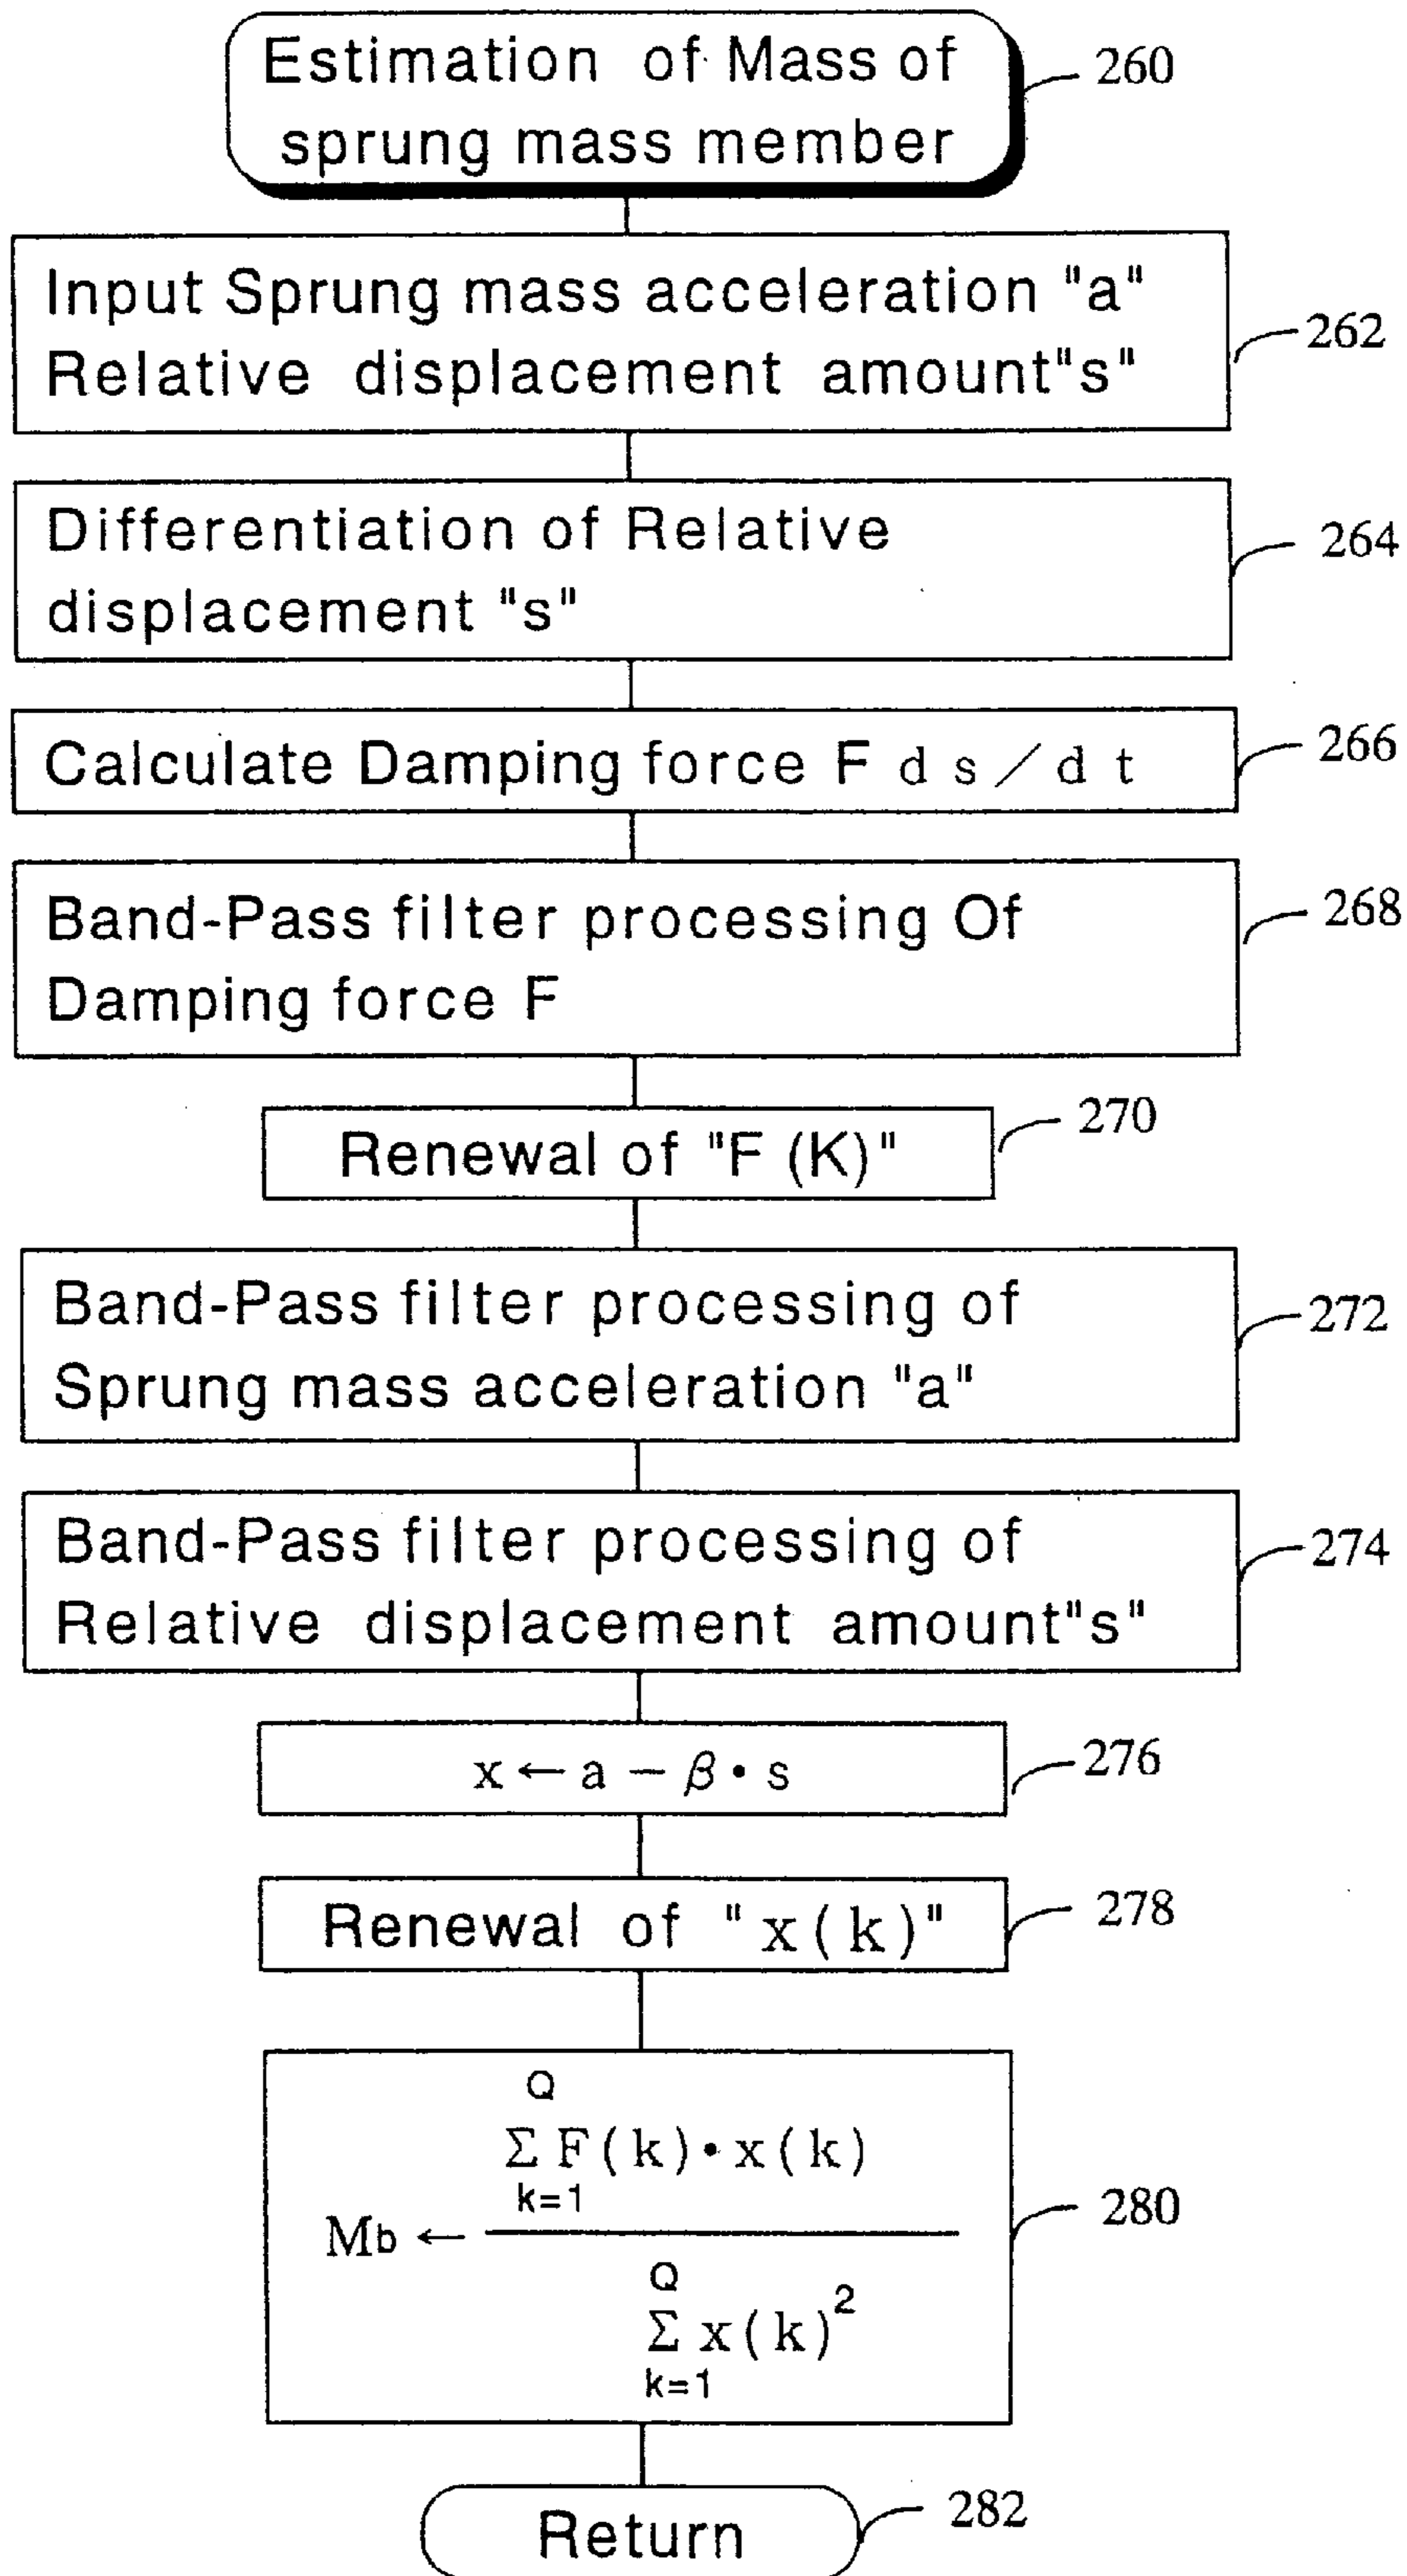 Estimation of Mass of
sprung mass member
260
Input Sprung mass acceleration "a"
Relative displacement amount"s"
262
Differentiation of Relative
displacement "s"
264
Calculate Damping force F d s / d t
266
Band-Pass filter processing Of
Damping force F
268
Renewal of "F (K)"
270
Band-Pass filter processing of
Sprung mass acceleration "a"
272
Band-Pass filter processing of
Relative displacement amount"s"
274
x ← a − β • s
276
Renewal of "x(k)"
278
Q
Σ F(k)•x(k)
k=1
Mb ←
Q
Σ x(k)²
k=1
280
Return
282